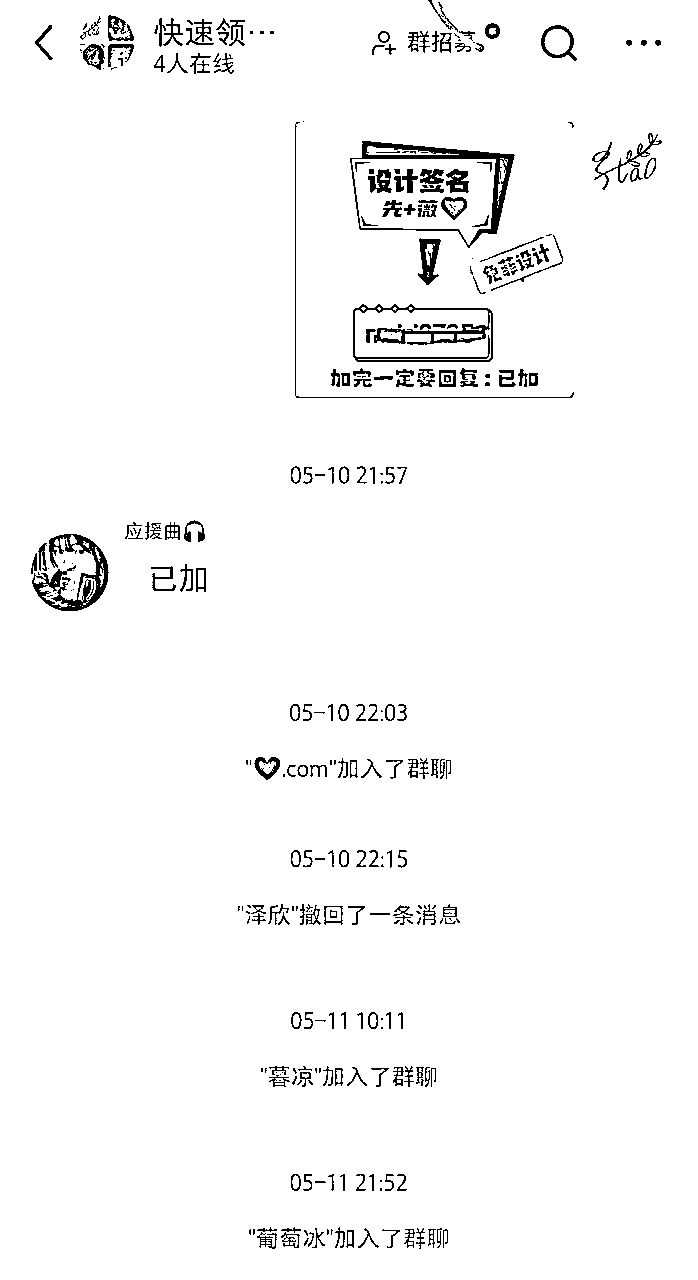 快速领…
4人在线
群招募
设计签名
先+薇
免菲设计
加完一定要回复:已加
05-10 21:57
应援曲🎧
已加
05-10 22:03
"♥.com"加入了群聊
05-10 22:15
"泽欣"撤回了一条消息
05-11 10:11
"暮凉"加入了群聊
05-11 21:52
"葡萄冰"加入了群聊